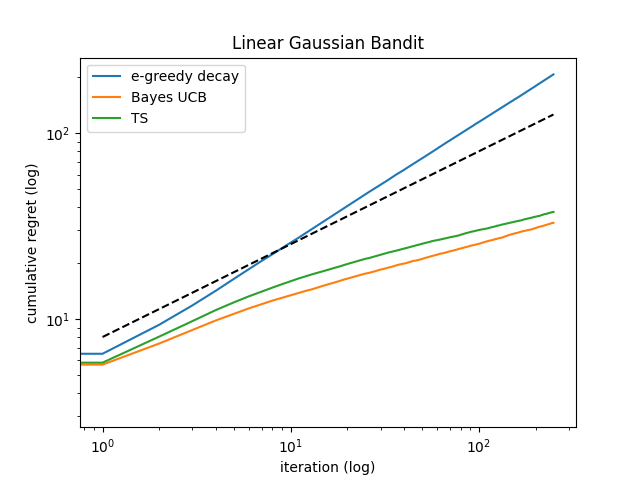 Linear Gaussian Bandit
e-greedy decay
Bayes UCB
TS
cumulative regret (log)
10²
10¹
10⁰ 10¹ 10²
iteration (log)